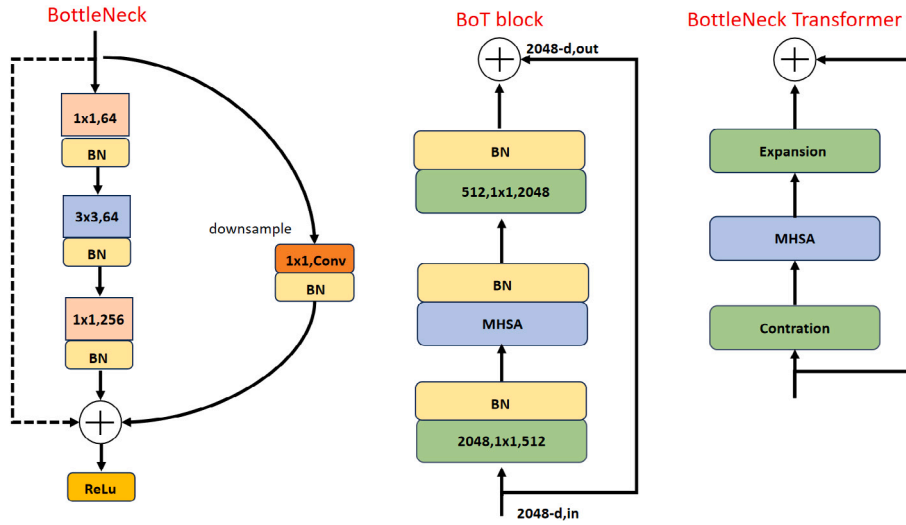 BottleNeck
1x1,64
BN
3x3,64
BN
1x1,256
BN
ReLu
downsample
1x1,Conv
BN
BoT block
2048-d,out
BN
512,1x1,2048
BN
MHSA
BN
2048,1x1,512
2048-d,in
BottleNeck Transformer
Expansion
MHSA
Contration